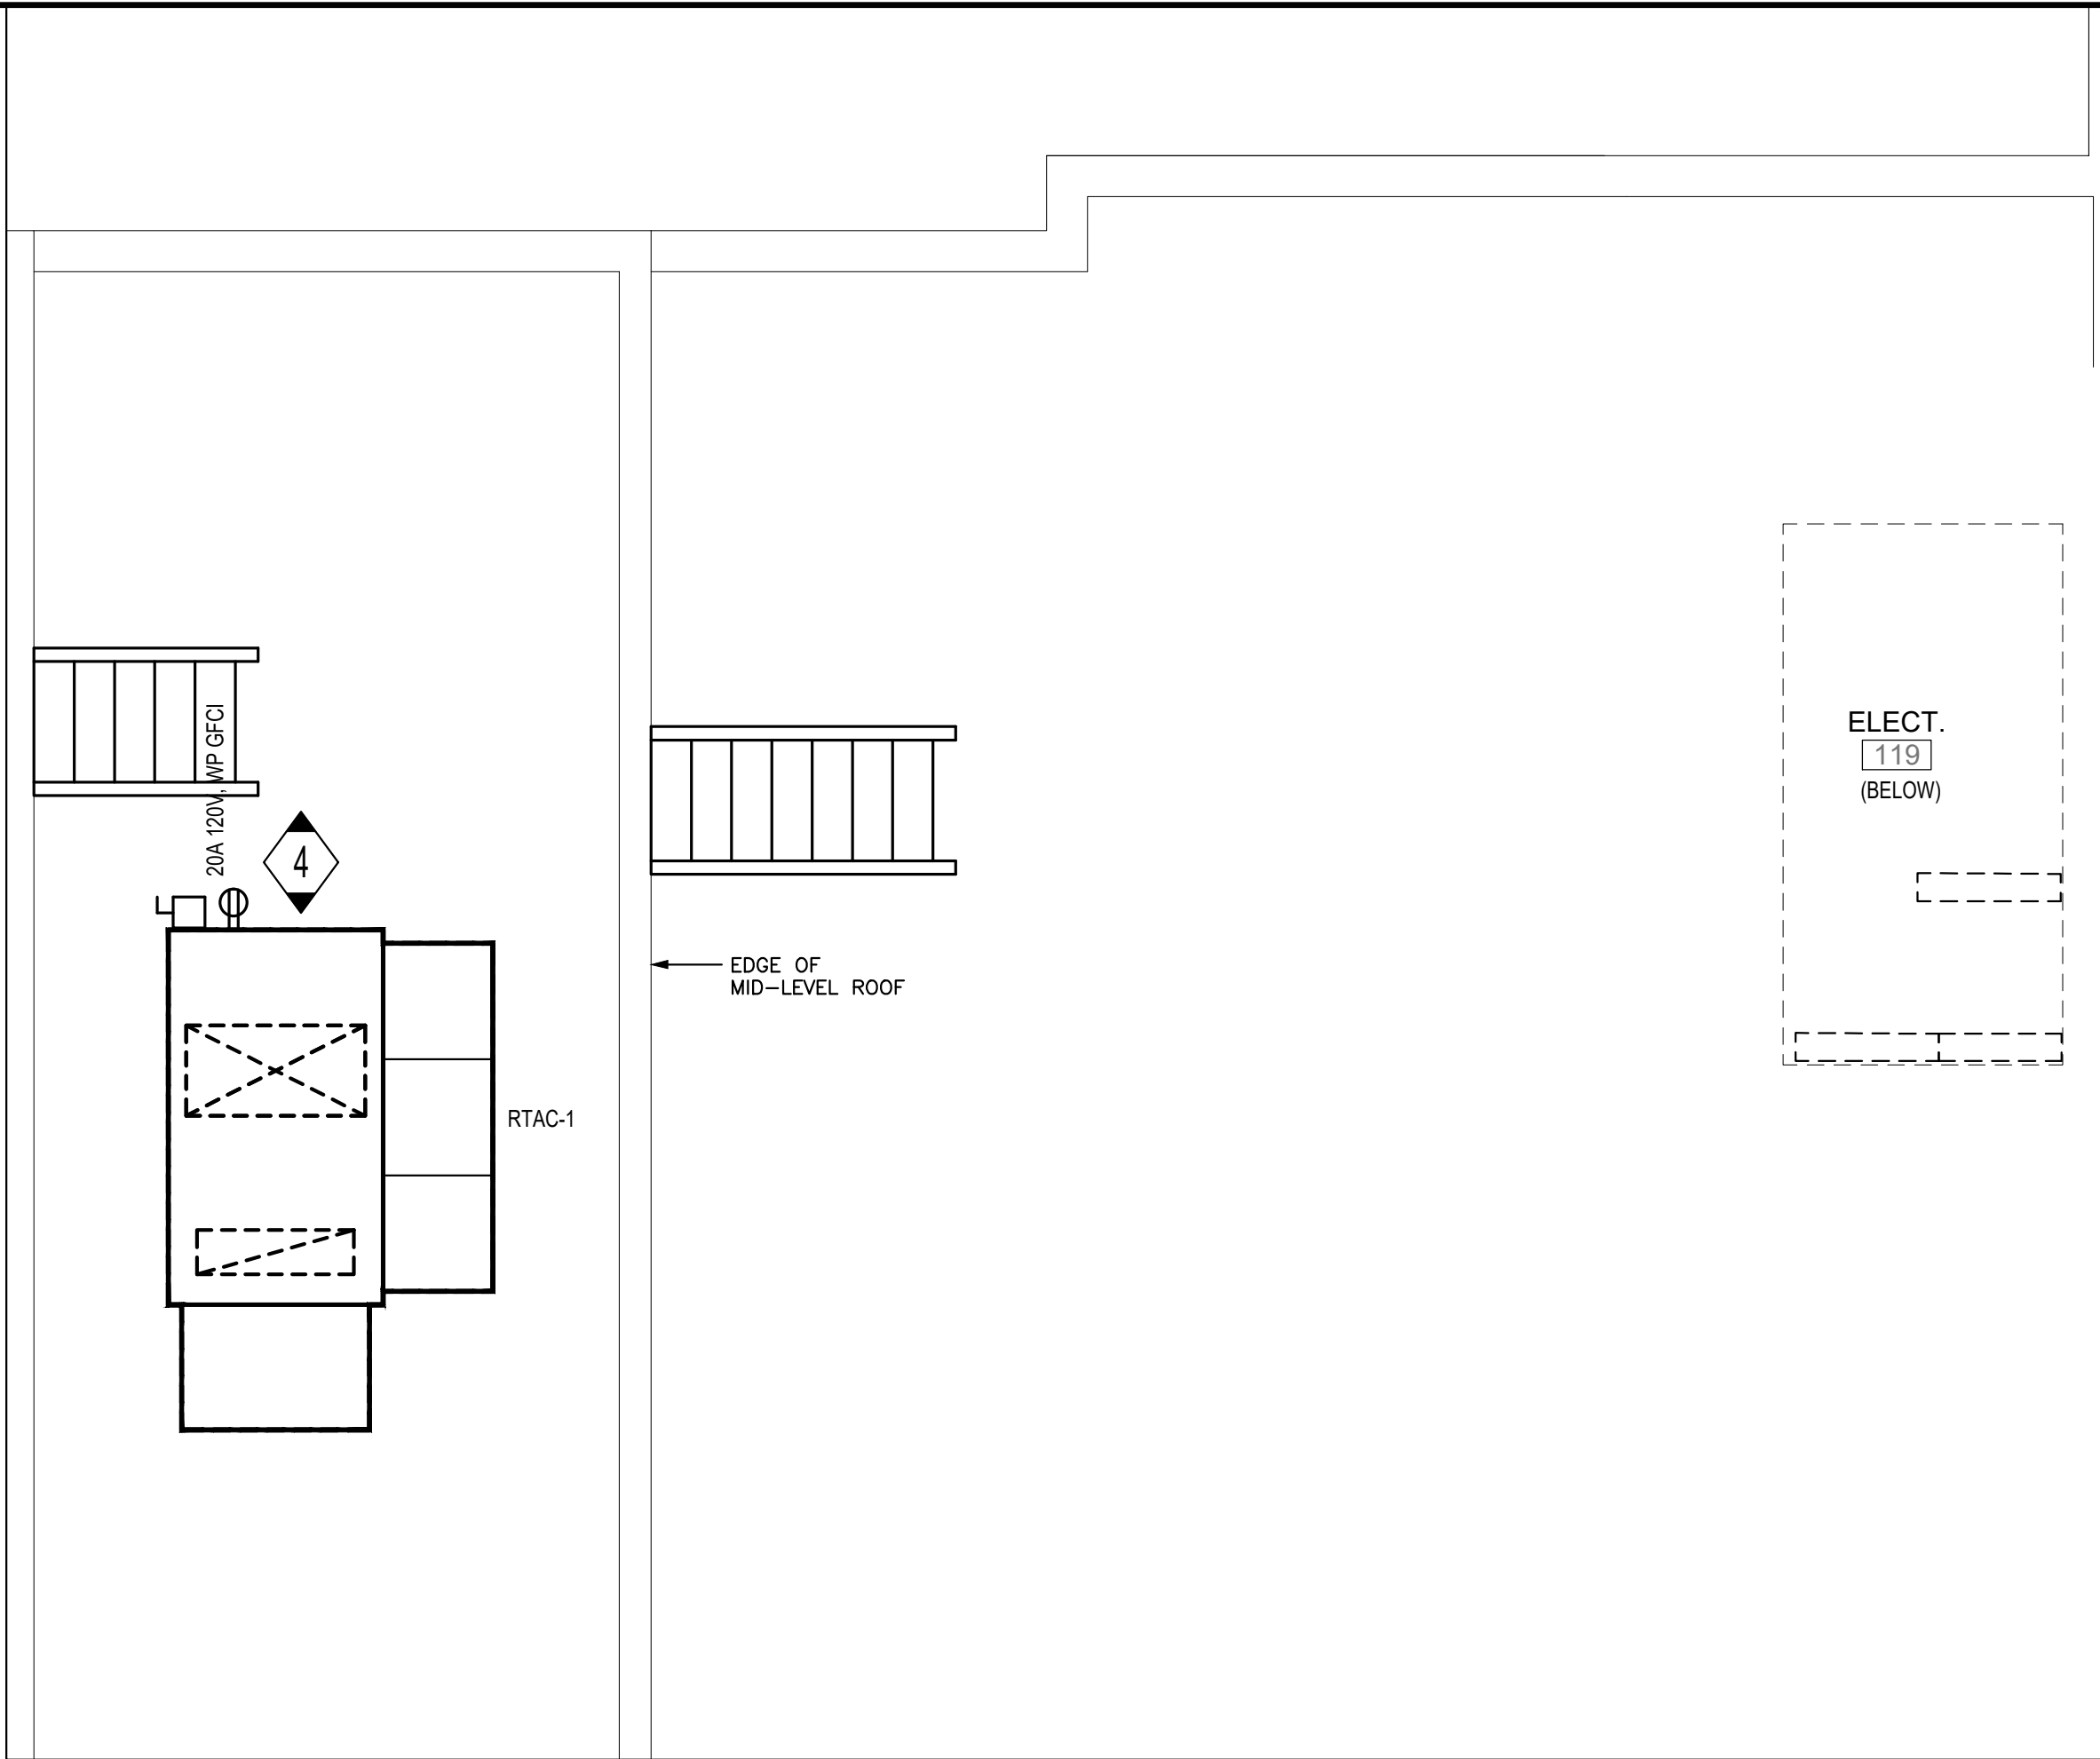 ELECT.
119
(BELOW)
20A 120V, WP GFCI
4
EDGE OF
MID-LEVEL ROOF
RTAC-1